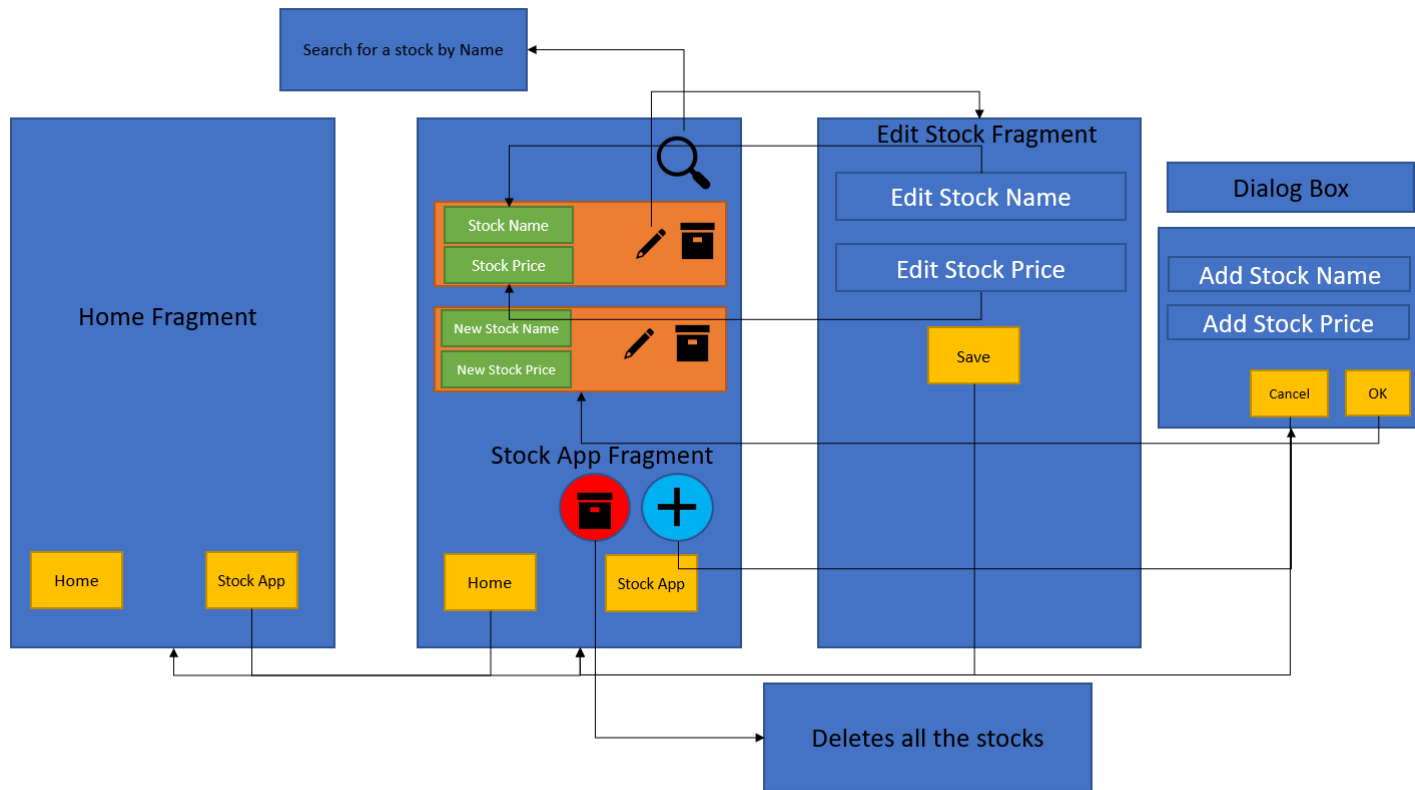 Search for a stock by Name
Home Fragment
Home
Stock App
Stock Name
Stock Price
New Stock Name
New Stock Price
Stock App Fragment
Home
Stock App
Edit Stock Fragment
Edit Stock Name
Edit Stock Price
Save
Dialog Box
Add Stock Name
Add Stock Price
Cancel
OK
Deletes all the stocks